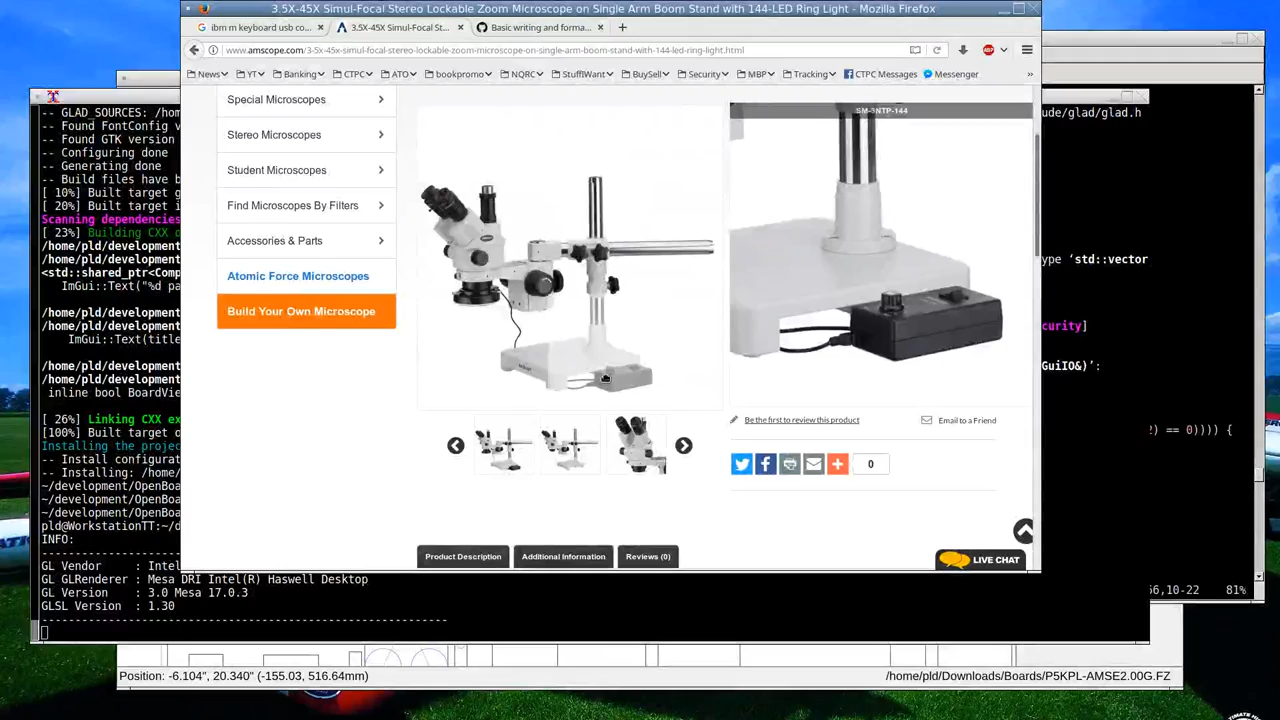 3.5X-45X Simul-Focal Stereo Lockable Zoom Microscope on Single Arm Boom Stand with 144-LED Ring Light - Mozilla Firefox
ibm m keyboard usb co...
3.5X-45X Simul-Focal St...
Basic writing and forma...
www.amscope.com/3-5x-45x-simul-focal-stereo-lockable-zoom-microscope-on-single-arm-boom-stand-with-144-led-ring-light.html
News YT Banking CTPC ATO bookpromo NQRC StuffIWant BuySell Security MBP Tracking CTPC Messages Messenger
Special Microscopes
Stereo Microscopes
Student Microscopes
Find Microscopes By Filters
Accessories & Parts
Atomic Force Microscopes
Build Your Own Microscope
SM-3NTP-144
Be the first to review this product
Email to a Friend
0
Product Description
Additional Information
Reviews (0)
LIVE CHAT
-- GLAD_SOURCES: /hom
-- Found FontConfig v
-- Found GTK version
-- Configuring done
-- Generating done
-- Build files have b
[ 10%] Built target g
[ 20%] Built target i
Scanning dependencies
[ 23%] Building CXX o
/home/pld/development
/home/pld/development
<std::shared_ptr<Comp
ImGui::Text("%d pa
/home/pld/development
/home/pld/development
ImGui::Text(title
/home/pld/development
/home/pld/development
inline bool BoardView
[ 26%] Linking CXX ex
[100%] Built target o
Installing the projec
-- Install configurat
-- Installing: /home/
~/development/OpenBoa
~/development/OpenBoa
~/development/OpenBoa
pld@WorkstationTT:~/d
INFO:
GL Vendor : Intel
GL GLRenderer : Mesa DRI Intel(R) Haswell Desktop
GL Version : 3.0 Mesa 17.0.3
GLSL Version : 1.30
ude/glad/glad.h
ype ‘std::vector
curity]
GuiIO&)’:
2) == 0)))) {
56,10-22 81%
Position: -6.104", 20.340" (-155.03, 516.64mm)
/home/pld/Downloads/Boards/P5KPL-AMSE2.00G.FZ